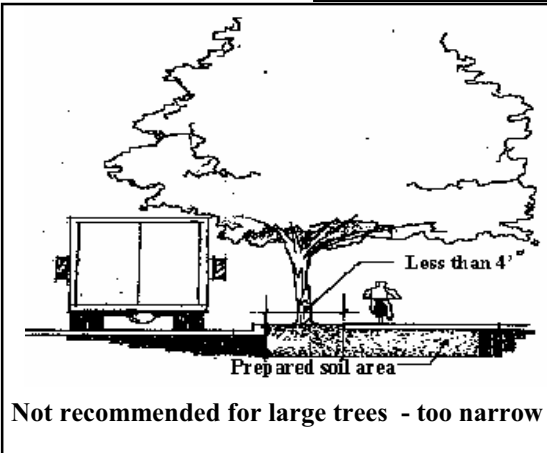 Less than 4'"
Prepared soil area
Not recommended for large trees - too narrow